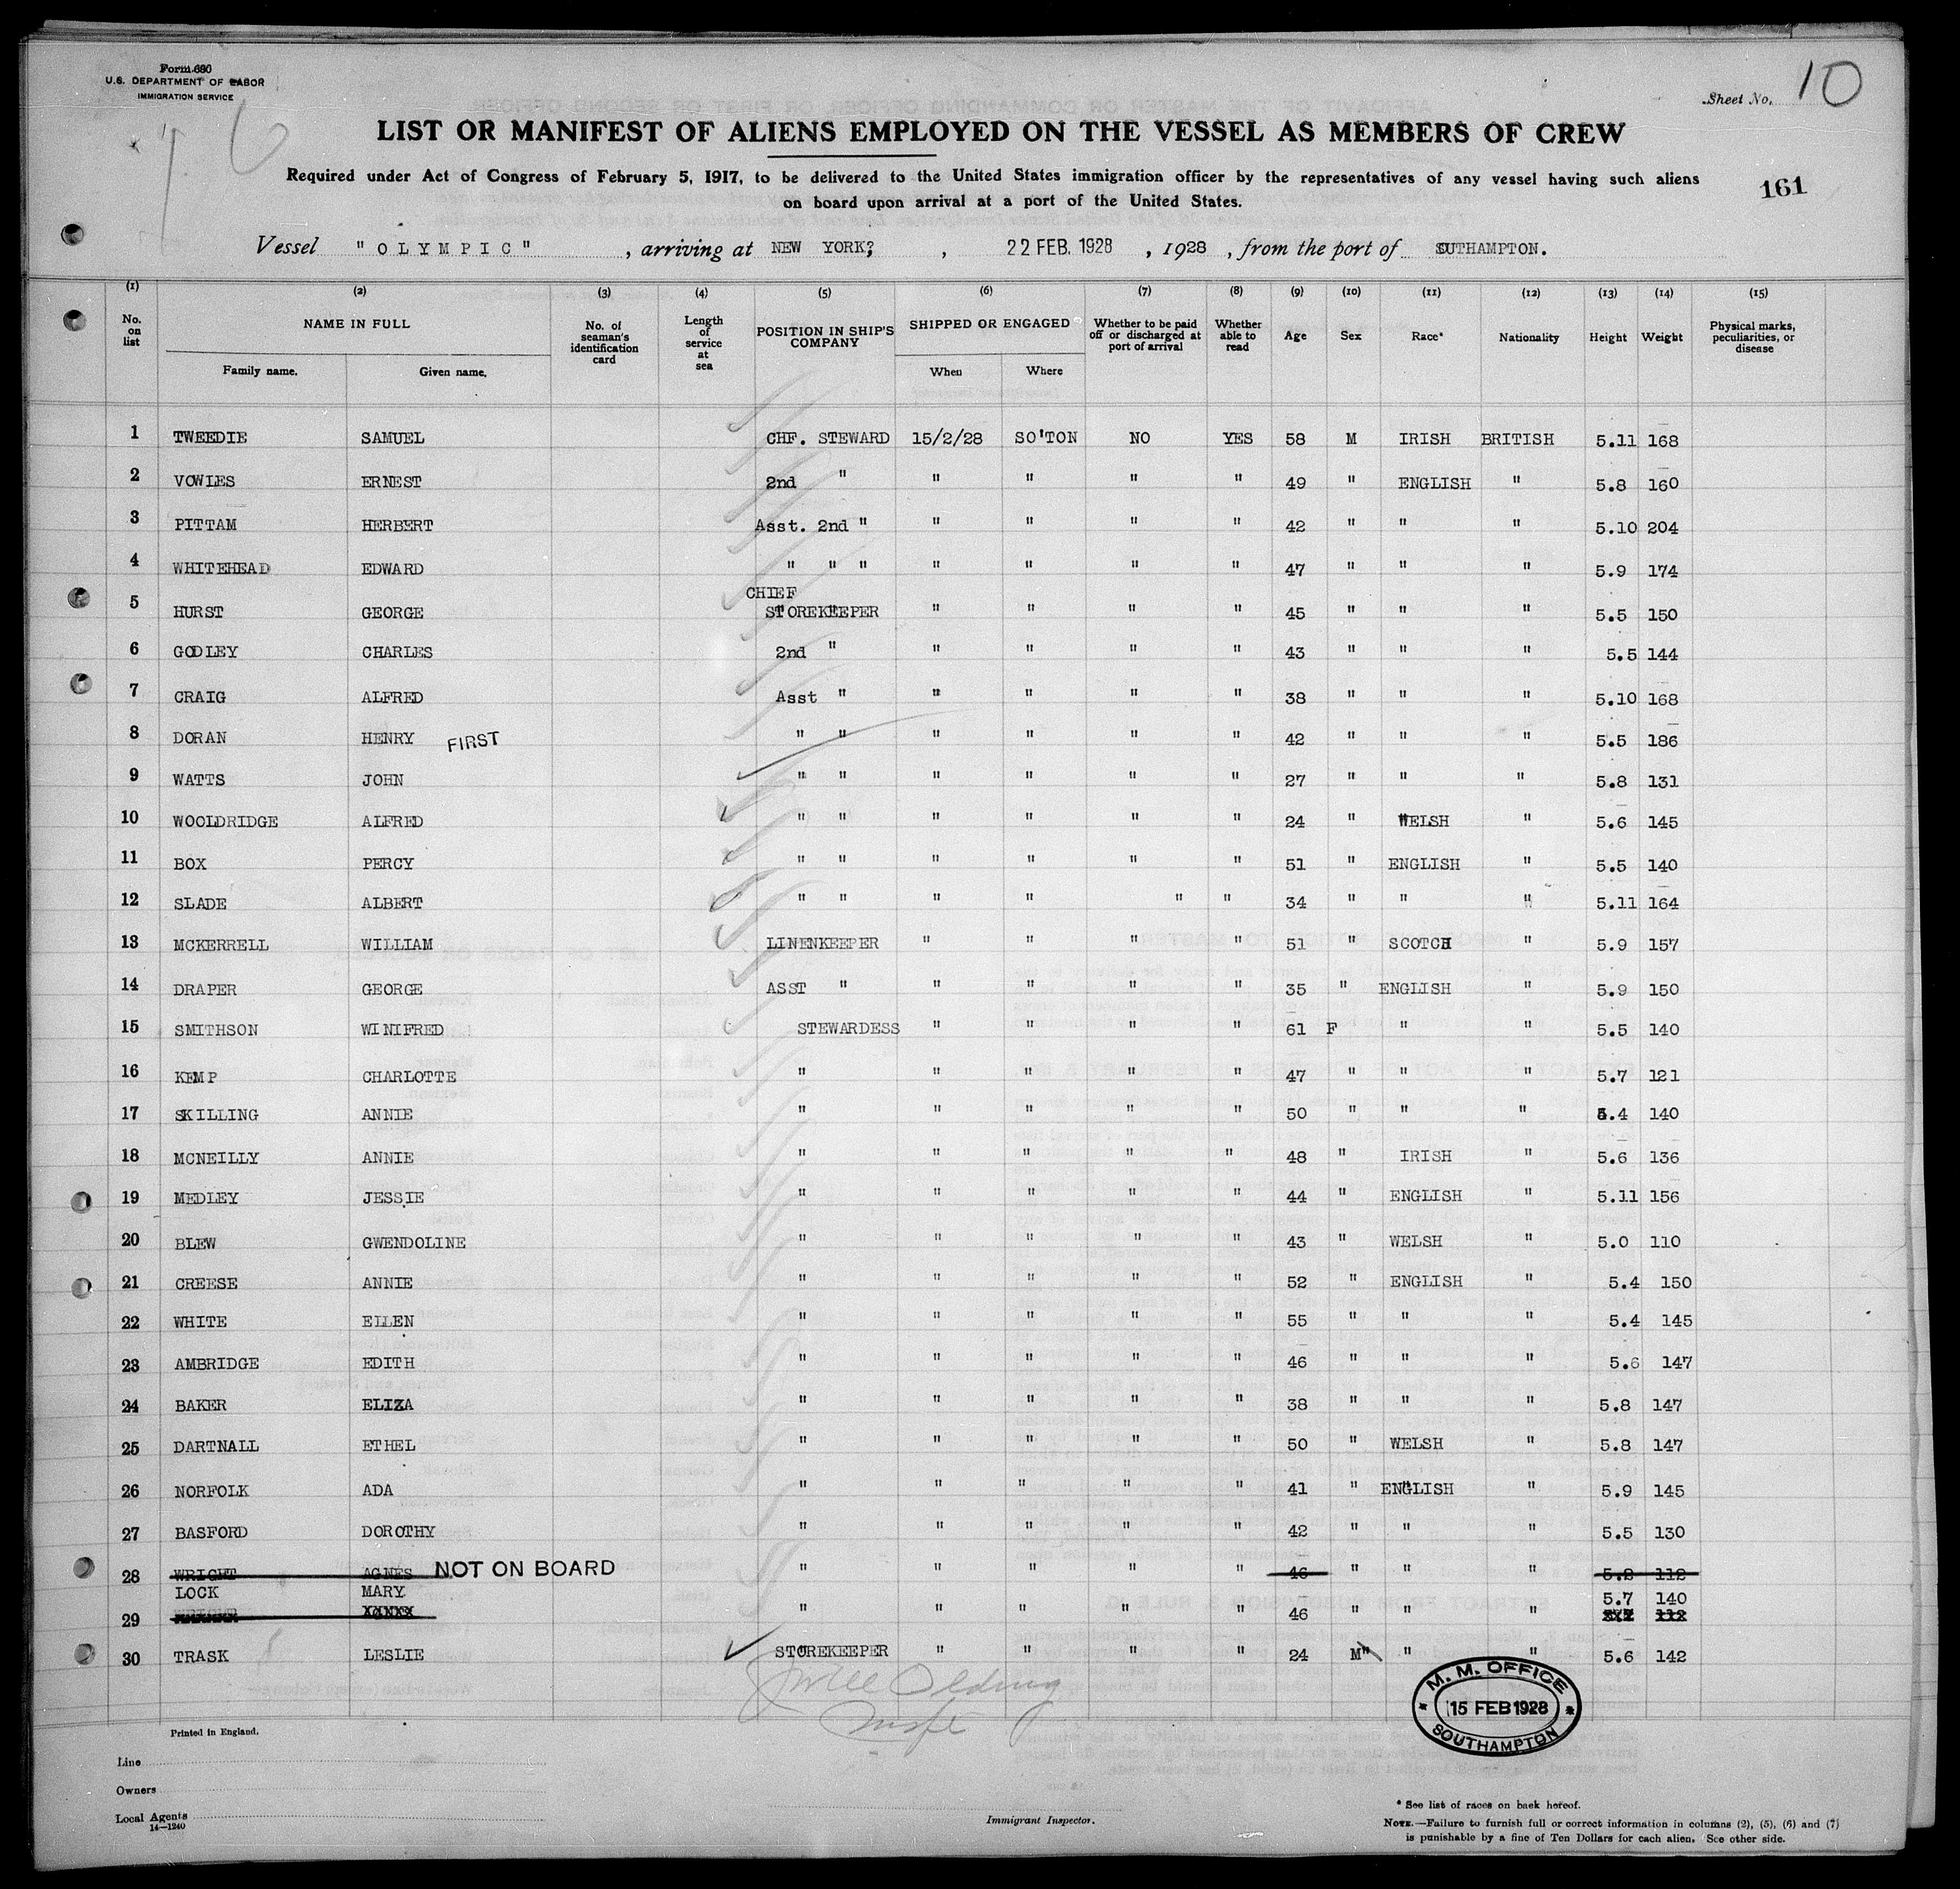 Form 680
U.S. DEPARTMENT OF LABOR
IMMIGRATION SERVICE
Sheet No. 10
LIST OR MANIFEST OF ALIENS EMPLOYED ON THE VESSEL AS MEMBERS OF CREW
Required under Act of Congress of February 5, 1917, to be delivered to the United States immigration officer by the representatives of any vessel having such aliens
on board upon arrival at a port of the United States.
161
Vessel "OLYMPIC" , arriving at NEW YORK; , 22 FEB. 1928 , 1928 , from the port of SUTHAMPTON.
(1) (2) (3) (4) (5) (6) (7) (8) (9) (10) (11) (12) (13) (14) (15)
No. on list NAME IN FULL Family name. Given name. No. of seaman's identification card Length of service at sea POSITION IN SHIP'S COMPANY SHIPPED OR ENGAGED When Where Whether to be paid off or discharged at port of arrival Whether able to read Age Sex Race* Nationality Height Weight Physical marks, peculiarities, or disease
1 TWEEDIE SAMUEL CHF. STEWARD 15/2/28 SO'TON NO YES 58 M IRISH BRITISH 5.11 168
2 VOWLES ERNEST 2nd " " " " " 49 " ENGLISH " 5.8 160
3 PITTAM HERBERT Asst. 2nd " " " " " 42 " " " 5.10 204
4 WHITEHEAD EDWARD " " " " " " " 47 " " " 5.9 174
5 HURST GEORGE CHIEF STOREKEEPER " " " " 45 " " " 5.5 150
6 GODLEY CHARLES 2nd " " " " " 43 " " " 5.5 144
7 CRAIG ALFRED Asst " " " " " 38 " " " 5.10 168
8 DORAN HENRY FIRST " " " " " " 42 " " " 5.5 186
9 WATTS JOHN " " " " " " 27 " " " 5.8 131
10 WOOLDRIDGE ALFRED " " " " " " 24 " WELSH " 5.6 145
11 BOX PERCY " " " " " " 51 " ENGLISH " 5.5 140
12 SLADE ALBERT " " " " " " 34 " " " 5.11 164
13 MCKERRELL WILLIAM LINENKEEPER " " " " 51 " SCOTCH " 5.9 157
14 DRAPER GEORGE ASST " " " " " 35 " ENGLISH " 5.9 150
15 SMITHSON WINIFRED STEWARDESS " " " " 61 F " " 5.5 140
16 KEMP CHARLOTTE " " " " " 47 " " " 5.7 121
17 SKILLING ANNIE " " " " " 50 " " " 5.4 140
18 MCNEILLY ANNIE " " " " " 48 " IRISH " 5.6 136
19 MEDLEY JESSIE " " " " " 44 " ENGLISH " 5.11 156
20 BLEW GWENDOLINE " " " " " 43 " WELSH " 5.0 110
21 CREESE ANNIE " " " " " 52 " ENGLISH " 5.4 150
22 WHITE ELLEN " " " " " 55 " " " 5.4 145
23 AMBRIDGE EDITH " " " " " 46 " " " 5.6 147
24 BAKER ELIZA " " " " " 38 " " " 5.8 147
25 DARTNALL ETHEL " " " " " 50 " WELSH " 5.8 147
26 NORFOLK ADA " " " " " 41 " ENGLISH " 5.9 145
27 BASFORD DOROTHY " " " " " 42 " " " 5.5 130
28 WRIGHT AGNES NOT ON BOARD " " " " " 46 " " " 5.2 112
LOCK MARY 5.7 140
29 " " " " " 46 " " "
30 TRASK LESLIE STOREKEEPER " " " " 24 M" " " 5.6 142
M. M. OFFICE
15 FEB 1928
SOUTHAMPTON
Printed in England.
Line
Owners
Local Agents
14—1240
Immigrant Inspector.
* See list of races on back hereof.
NOTE.—Failure to furnish full or correct information in columns (2), (5), (6) and (7)
is punishable by a fine of Ten Dollars for each alien. See other side.